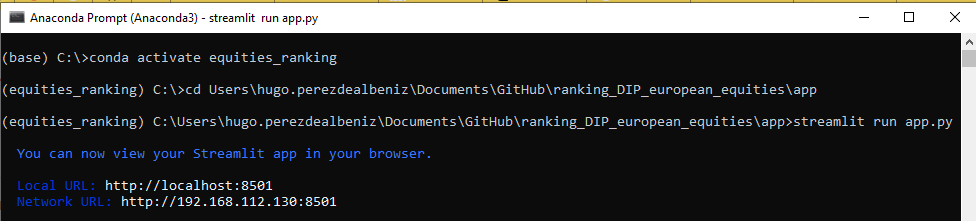 Anaconda Prompt (Anaconda3) - streamlit run app.py
(base) C:\>conda activate equities_ranking
(equities_ranking) C:\>cd Users\hugo.perezdealbeniz\Documents\GitHub\ranking_DIP_european_equities\app
(equities_ranking) C:\Users\hugo.perezdealbeniz\Documents\GitHub\ranking_DIP_european_equities\app>streamlit run app.py
You can now view your Streamlit app in your browser.
Local URL: http://localhost:8501
Network URL: http://192.168.112.130:8501